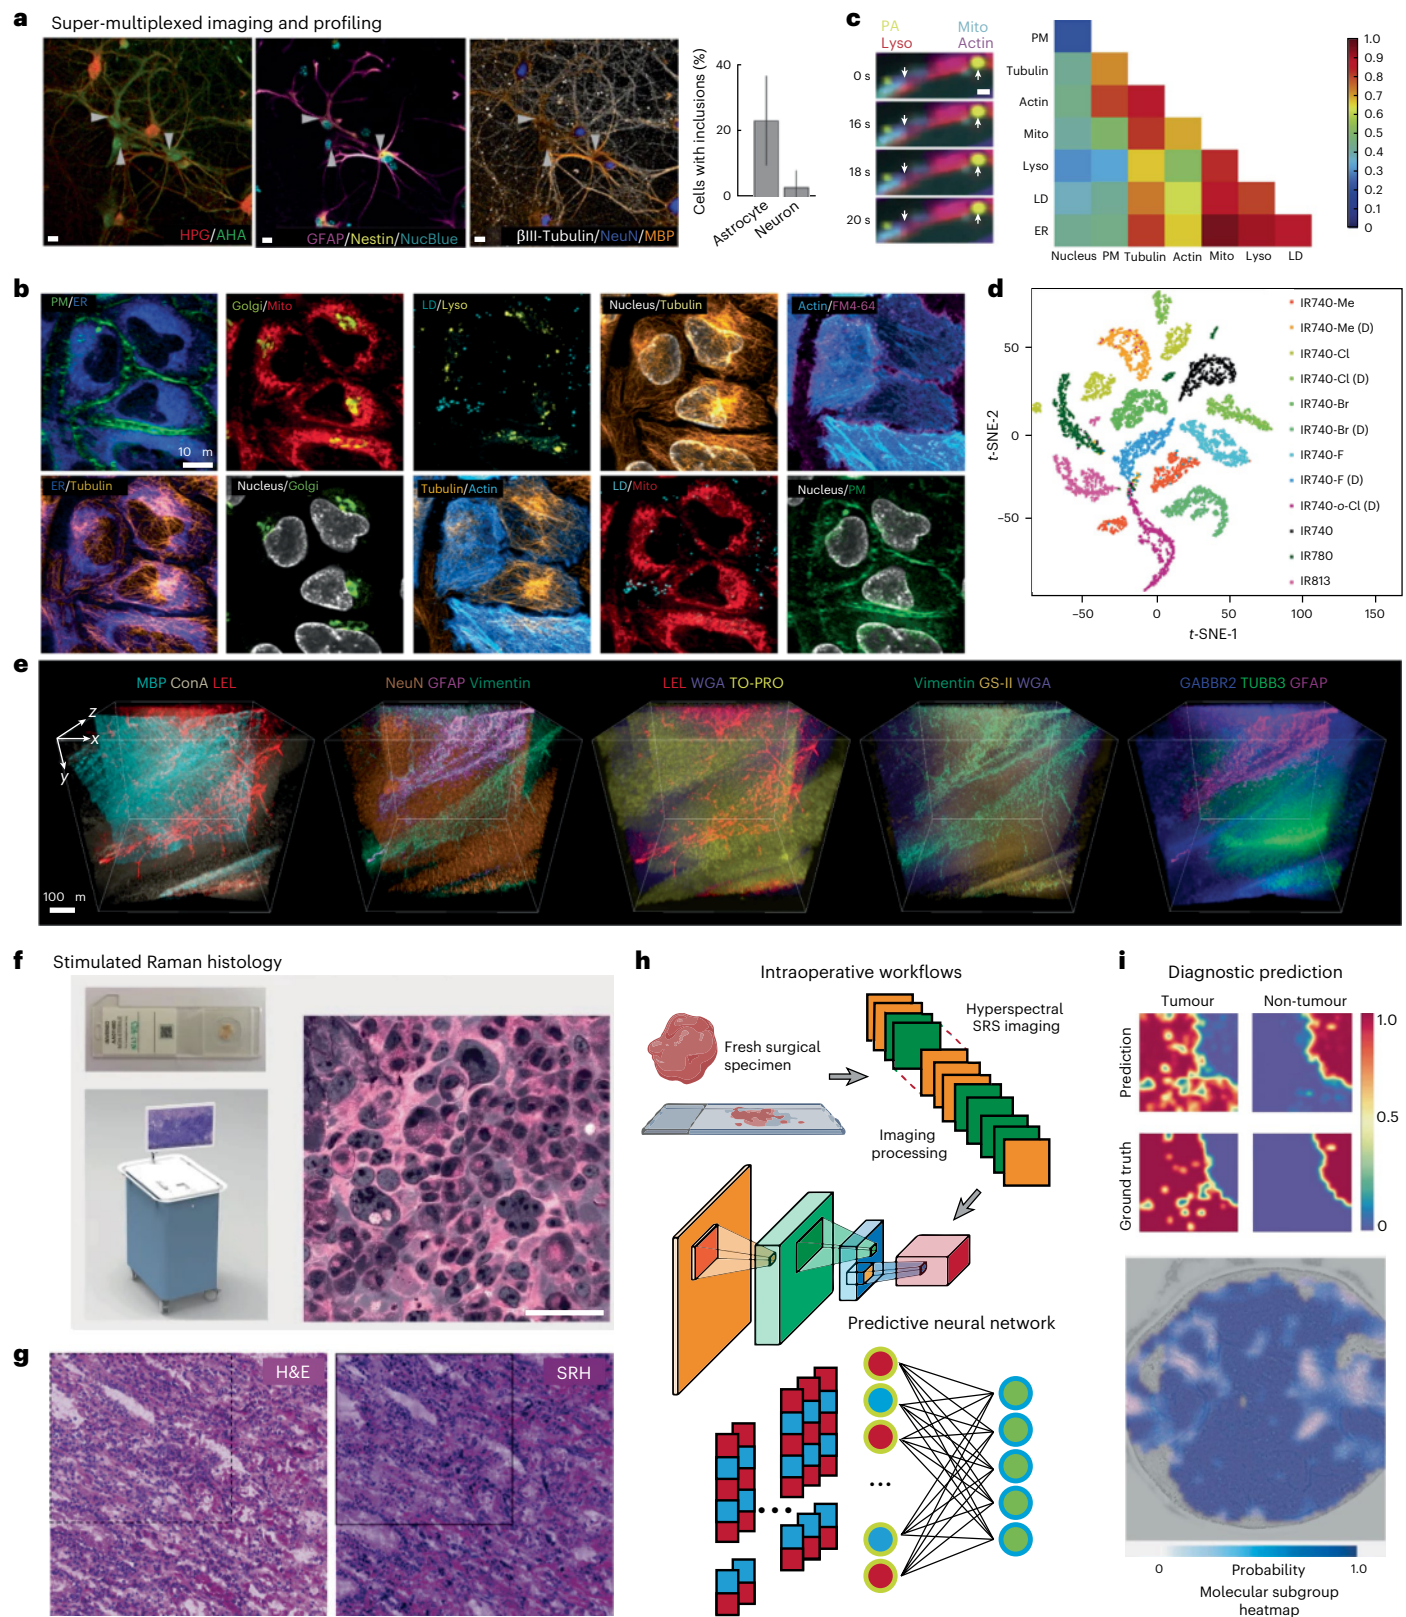 a Super-multiplexed imaging and profiling
HPG/AHA
GFAP/Nestin/NucBlue
βIII-Tubulin/NeuN/MBP
Cells with inclusions (%)
40
20
0
Astrocyte
Neuron
c
PA Mito
Lyso Actin
0 s
16 s
18 s
20 s
PM
Tubulin
Actin
Mito
Lyso
LD
ER
Nucleus PM Tubulin Actin Mito Lyso LD
1.0
0.9
0.8
0.7
0.6
0.5
0.4
0.3
0.2
0.1
0
b
PM/ER
10 m
Golgi/Mito
LD/Lyso
Nucleus/Tubulin
Actin/FM4-64
ER/Tubulin
Nucleus/Golgi
Tubulin/Actin
LD/Mito
Nucleus/PM
d
t-SNE-2
50
0
−50
−50 0 50 100 150
t-SNE-1
IR740-Me
IR740-Me (D)
IR740-Cl
IR740-Cl (D)
IR740-Br
IR740-Br (D)
IR740-F
IR740-F (D)
IR740-o-Cl (D)
IR740
IR780
IR813
e
MBP ConA LEL
NeuN GFAP Vimentin
LEL WGA TO-PRO
Vimentin GS-II WGA
GABBR2 TUBB3 GFAP
z
x
y
100 m
f Stimulated Raman histology
g
H&E
SRH
h
Intraoperative workflows
Fresh surgical
specimen
Hyperspectral
SRS imaging
Imaging
processing
Predictive neural network
...
...
i
Diagnostic prediction
Tumour Non-tumour
Prediction
Ground truth
1.0
0.5
0
0 Probability 1.0
Molecular subgroup
heatmap